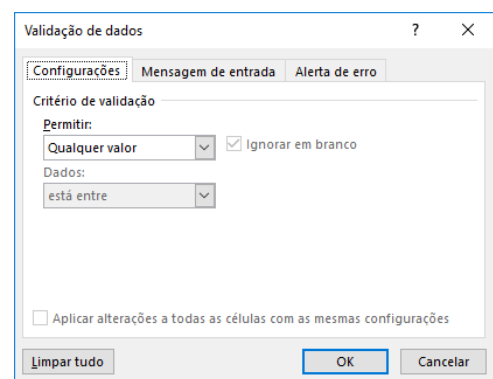 Validação de dados ? ×
Configurações Mensagem de entrada Alerta de erro
Critério de validação
Permitir:
Qualquer valor Ignorar em branco
Dados:
está entre
Aplicar alterações a todas as células com as mesmas configurações
Limpar tudo OK Cancelar